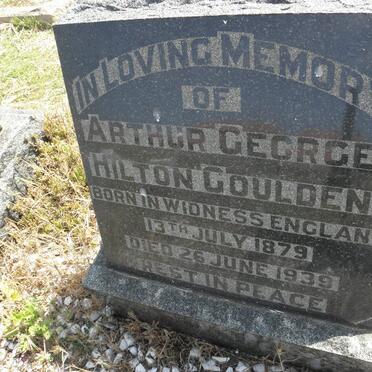 IN LOVING MEMORY
OF
ARTHUR GEORGE
HILTON GOULDEN
BORN IN WIDNESS ENGLAN
13TH JULY 1879
DIED 26 JUNE 1939
REST IN PEACE